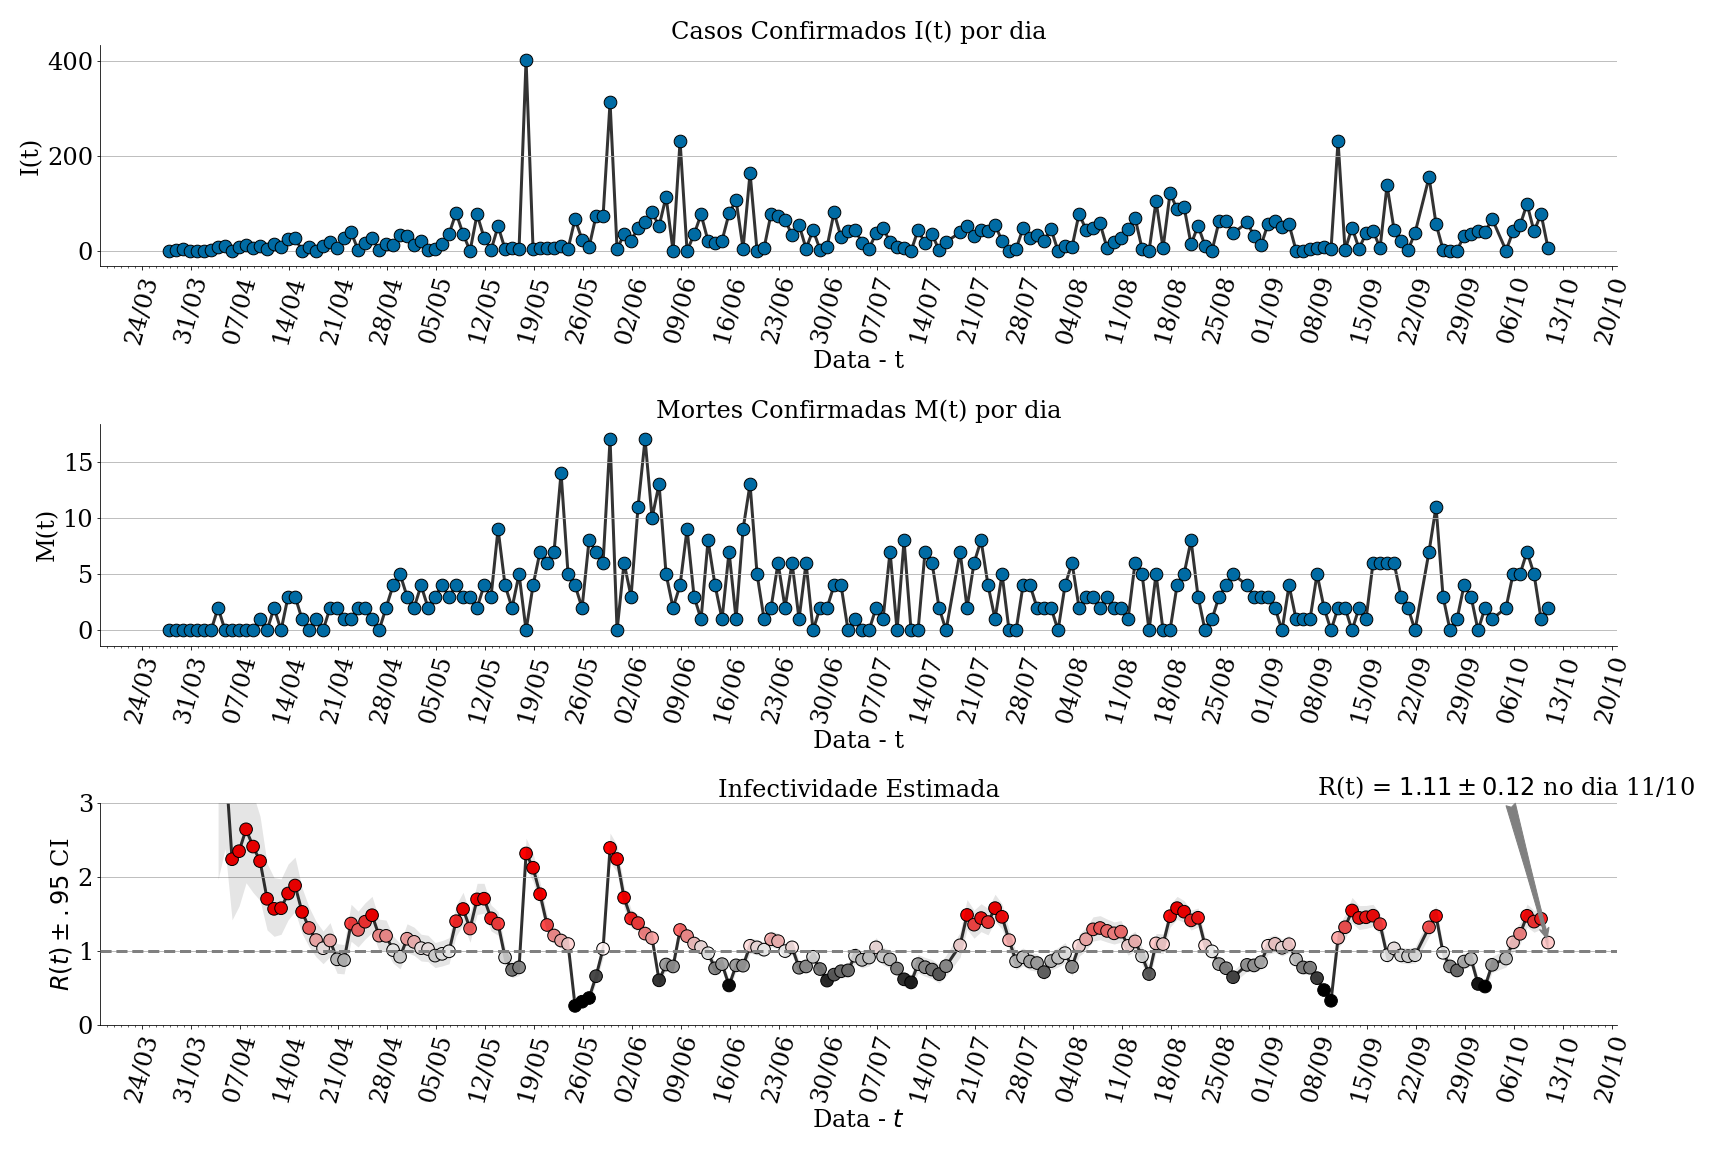 Casos Confirmados I(t) por dia
I(t)
400
200
0
24/03 31/03 07/04 14/04 21/04 28/04 05/05 12/05 19/05 26/05 02/06 09/06 16/06 23/06 30/06 07/07 14/07 21/07 28/07 04/08 11/08 18/08 25/08 01/09 08/09 15/09 22/09 29/09 06/10 13/10 20/10
Data - t
Mortes Confirmadas M(t) por dia
M(t)
15
10
5
0
24/03 31/03 07/04 14/04 21/04 28/04 05/05 12/05 19/05 26/05 02/06 09/06 16/06 23/06 30/06 07/07 14/07 21/07 28/07 04/08 11/08 18/08 25/08 01/09 08/09 15/09 22/09 29/09 06/10 13/10 20/10
Data - t
Infectividade Estimada
R(t) = 1.11 ± 0.12 no dia 11/10
R(t) ± .95 CI
3
2
1
0
24/03 31/03 07/04 14/04 21/04 28/04 05/05 12/05 19/05 26/05 02/06 09/06 16/06 23/06 30/06 07/07 14/07 21/07 28/07 04/08 11/08 18/08 25/08 01/09 08/09 15/09 22/09 29/09 06/10 13/10 20/10
Data - t